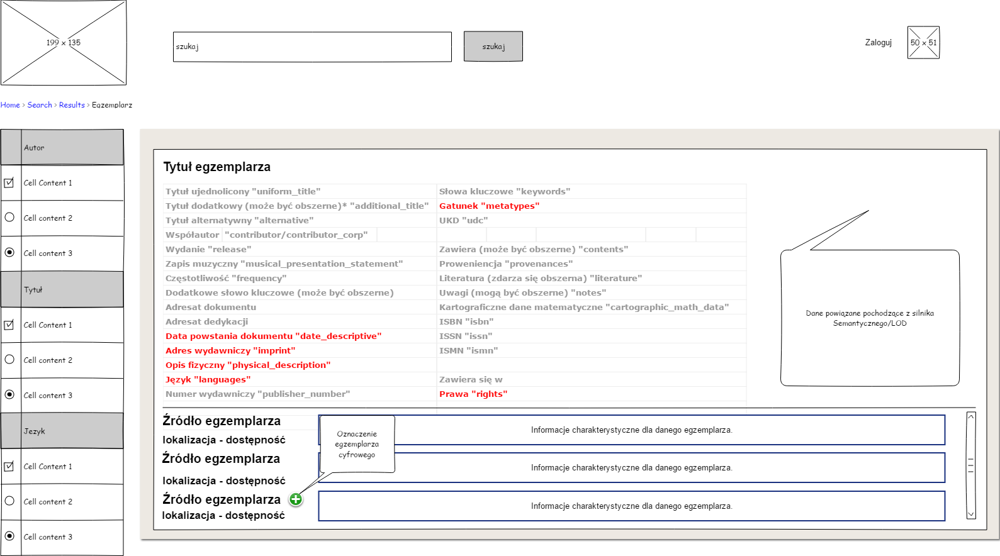 199 x 135
szukaj
szukaj
Zaloguj
50 x 51
Home > Search > Results > Egzemplarz
Autor
Cell Content 1
Cell content 2
Cell content 3
Tytuł
Cell Content 1
Cell content 2
Cell content 3
Jezyk
Cell Content 1
Cell content 2
Cell content 3
Tytuł egzemplarza
Tytuł ujednolicony "uniform_title"
Słowa kluczowe "keywords"
Tytuł dodatkowy (może być obszerne)* "additional_title"
Gatunek "metatypes"
Tytuł alternatywny "alternative"
UKD "udc"
Współautor "contributor/contributor_corp"
Wydanie "release"
Zawiera (może być obszerne) "contents"
Zapis muzyczny "musical_presentation_statement"
Proweniencja "provenances"
Częstotliwość "frequency"
Literatura (zdarza się obszerna) "literature"
Dodatkowe słowo kluczowe (może być obszerne)
Uwagi (mogą być obszerne) "notes"
Adresat dokumentu
Kartograficzne dane matematyczne "cartographic_math_data"
Adresat dedykacji
ISBN "isbn"
Data powstania dokumentu "date_descriptive"
ISSN "issn"
Adres wydawniczy "imprint"
ISMN "ismn"
Opis fizyczny "physical_description"
Język "languages"
Zawiera się w
Numer wydawniczy "publisher_number"
Prawa "rights"
Dane powiązane pochodzące z silnika
Semantycznego/LOD
Źródło egzemplarza
lokalizacja - dostępność
Informacje charakterystyczne dla danego egzemplarza.
Oznaczenie
egzemplarza
cyfrowego
Źródło egzemplarza
lokalizacja - dostępność
Informacje charakterystyczne dla danego egzemplarza.
Źródło egzemplarza
lokalizacja - dostępność
Informacje charakterystyczne dla danego egzemplarza.